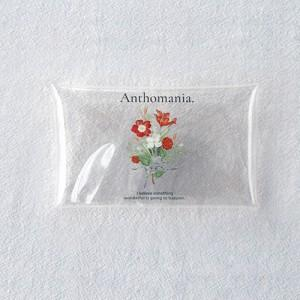 Anthomania.
I believe something
wonderful is going to happen.